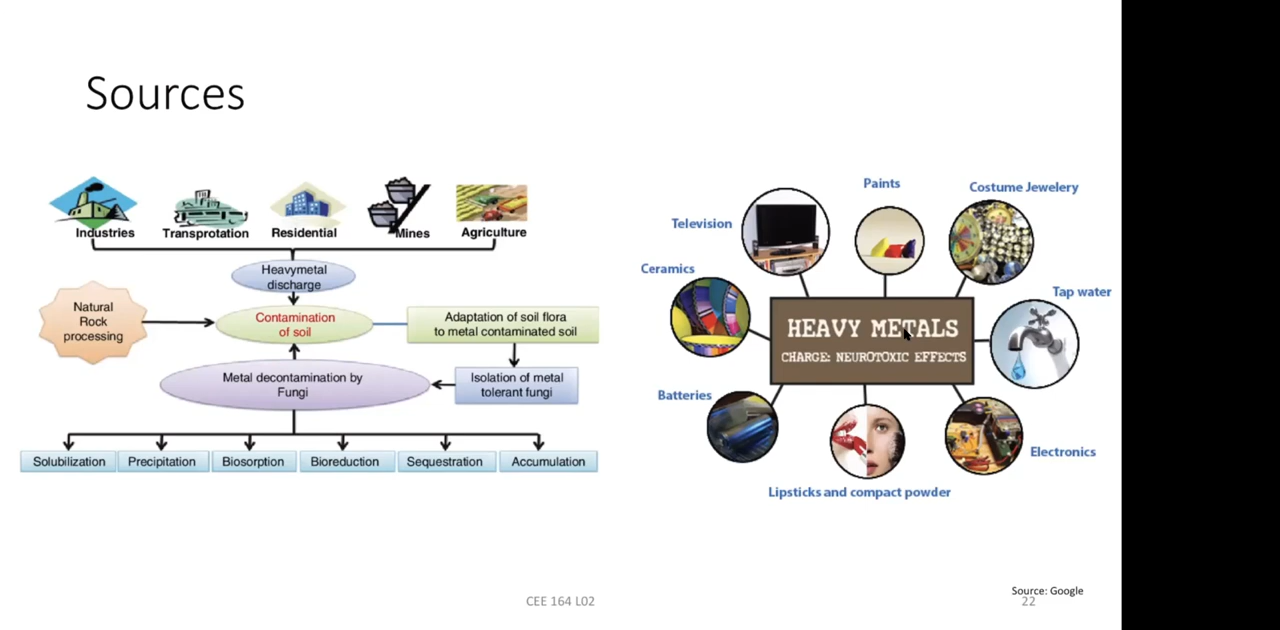 Sources
Industries
Transprotation
Residential
Mines
Agriculture
Heavymetal
discharge
Natural
Rock
processing
Contamination
of soil
Adaptation of soil flora
to metal contaminated soil
Metal decontamination by
Fungi
Isolation of metal
tolerant fungi
Solubilization
Precipitation
Biosorption
Bioreduction
Sequestration
Accumulation
Paints
Costume Jewelery
Television
Ceramics
Tap water
HEAVY METALS
CHARGE: NEUROTOXIC EFFECTS
Batteries
Electronics
Lipsticks and compact powder
Source: Google
CEE 164 L02
22